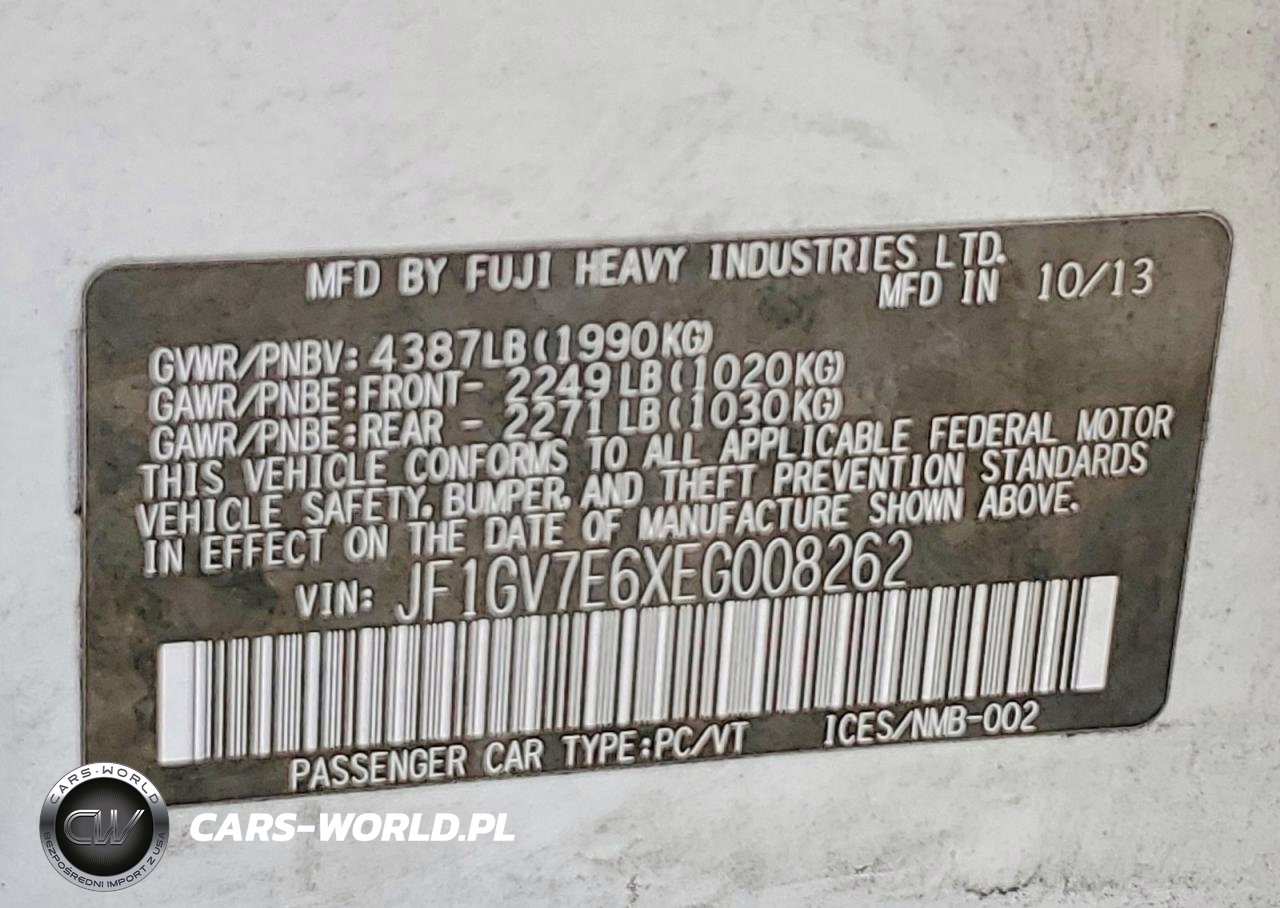 MFD BY FUJI HEAVY INDUSTRIES LTD.
MFD IN 10/13
GVWR/PNBV: 4387LB(1990KG)
GAWR/PNBE:FRONT- 2249LB(1020KG)
GAWR/PNBE:REAR - 2271LB(1030KG)
THIS VEHICLE CONFORMS TO ALL APPLICABLE FEDERAL MOTOR
VEHICLE SAFETY, BUMPER, AND THEFT PREVENTION STANDARDS
IN EFFECT ON THE DATE OF MANUFACTURE SHOWN ABOVE.
VIN: JF1GV7E6XEG008262
PASSENGER CAR TYPE:PC/VT ICES/NMB-002
CARS-WORLD
CW
BEZPOŚREDNI IMPORT Z USA
CARS-WORLD.PL